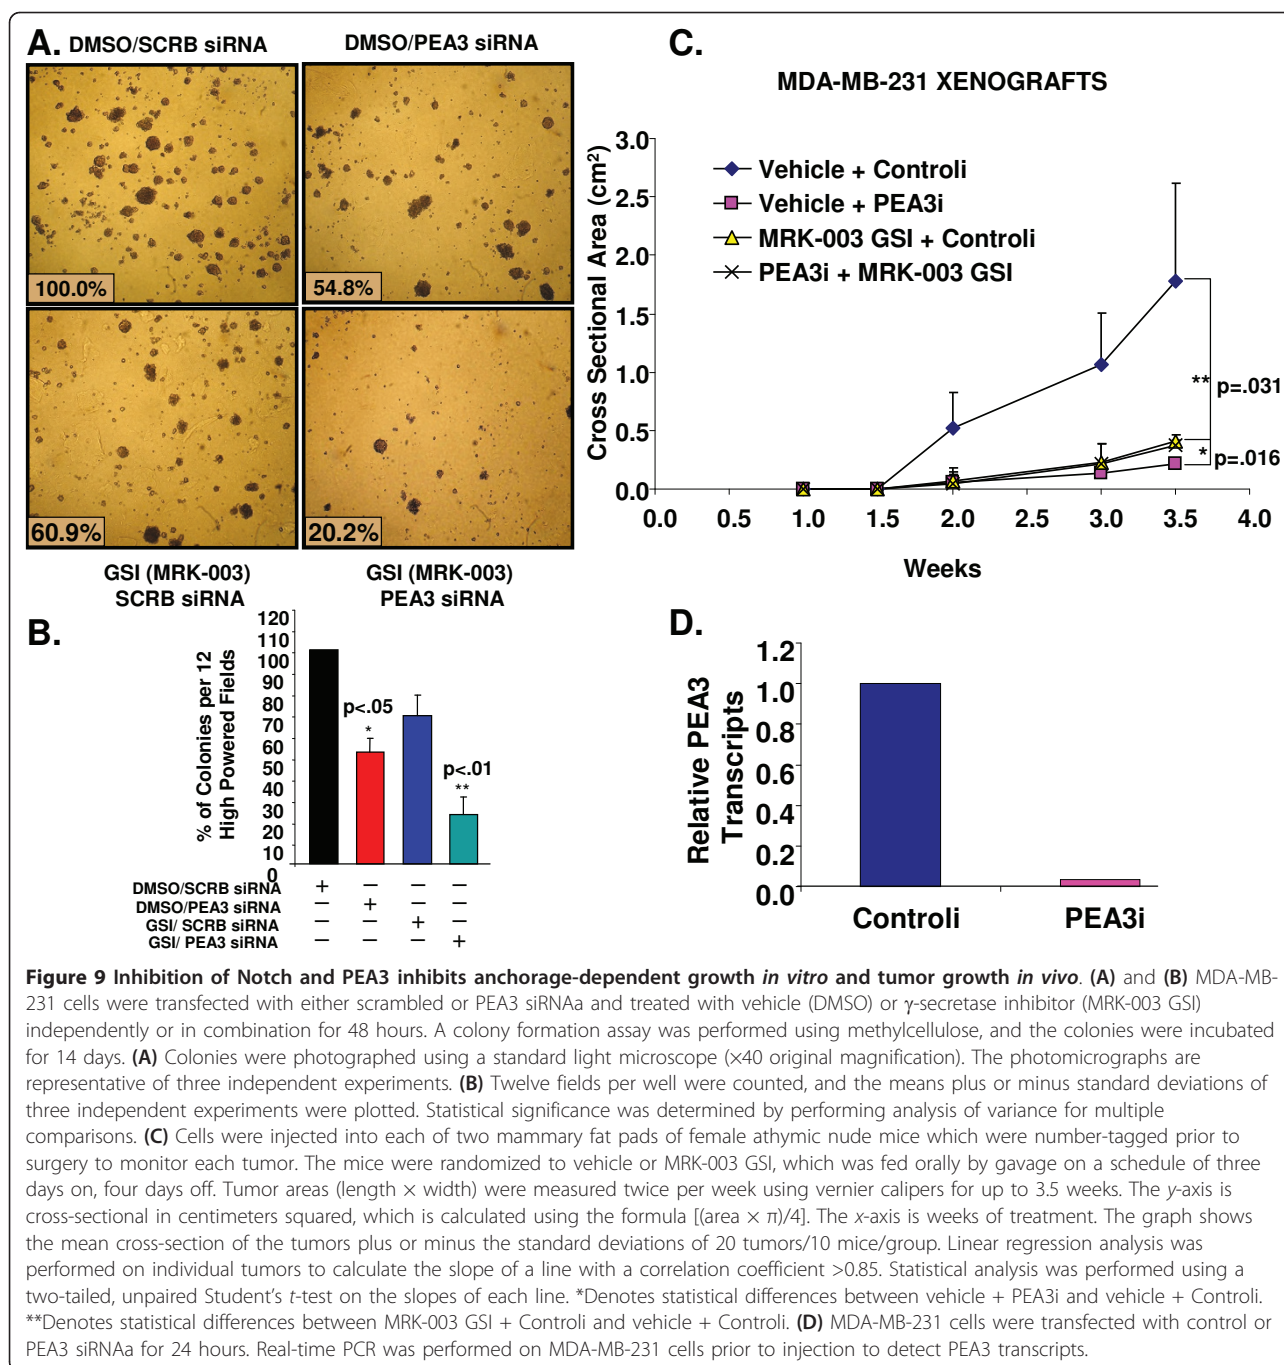 A. DMSO/SCRB siRNA
DMSO/PEA3 siRNA
100.0%
54.8%
60.9%
20.2%
GSI (MRK-003)
SCRB siRNA
GSI (MRK-003)
PEA3 siRNA
C.
MDA-MB-231 XENOGRAFTS
Cross Sectional Area (cm²)
3.0
2.5
2.0
1.5
1.0
0.5
0.0
Vehicle + Controli
Vehicle + PEA3i
MRK-003 GSI + Controli
PEA3i + MRK-003 GSI
** p=.031
* p=.016
0.0 0.5 1.0 1.5 2.0 2.5 3.0 3.5 4.0
Weeks
B.
% of Colonies per 12
High Powered Fields
120
110
100
90
80
70
60
50
40
30
20
10
0
p<.05
*
p<.01
**
DMSO/SCRB siRNA + − − −
DMSO/PEA3 siRNA − + − −
GSI/ SCRB siRNA − − + −
GSI/ PEA3 siRNA − − − +
D.
Relative PEA3
Transcripts
1.2
1.0
0.8
0.6
0.4
0.2
0.0
Controli PEA3i
Figure 9 Inhibition of Notch and PEA3 inhibits anchorage-dependent growth in vitro and tumor growth in vivo. (A) and (B) MDA-MB-
231 cells were transfected with either scrambled or PEA3 siRNAa and treated with vehicle (DMSO) or γ-secretase inhibitor (MRK-003 GSI)
independently or in combination for 48 hours. A colony formation assay was performed using methylcellulose, and the colonies were incubated
for 14 days. (A) Colonies were photographed using a standard light microscope (×40 original magnification). The photomicrographs are
representative of three independent experiments. (B) Twelve fields per well were counted, and the means plus or minus standard deviations of
three independent experiments were plotted. Statistical significance was determined by performing analysis of variance for multiple
comparisons. (C) Cells were injected into each of two mammary fat pads of female athymic nude mice which were number-tagged prior to
surgery to monitor each tumor. The mice were randomized to vehicle or MRK-003 GSI, which was fed orally by gavage on a schedule of three
days on, four days off. Tumor areas (length × width) were measured twice per week using vernier calipers for up to 3.5 weeks. The y-axis is
cross-sectional in centimeters squared, which is calculated using the formula [(area × π)/4]. The x-axis is weeks of treatment. The graph shows
the mean cross-section of the tumors plus or minus the standard deviations of 20 tumors/10 mice/group. Linear regression analysis was
performed on individual tumors to calculate the slope of a line with a correlation coefficient >0.85. Statistical analysis was performed using a
two-tailed, unpaired Student's t-test on the slopes of each line. *Denotes statistical differences between vehicle + PEA3i and vehicle + Controli.
**Denotes statistical differences between MRK-003 GSI + Controli and vehicle + Controli. (D) MDA-MB-231 cells were transfected with control or
PEA3 siRNAa for 24 hours. Real-time PCR was performed on MDA-MB-231 cells prior to injection to detect PEA3 transcripts.